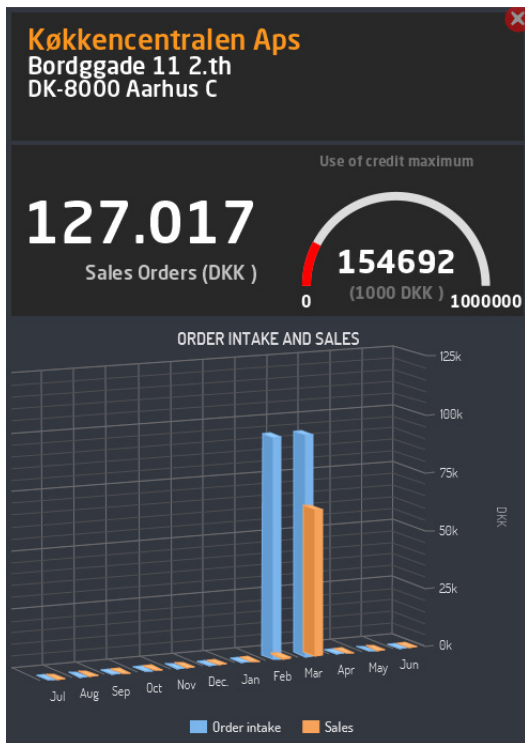 Køkkencentralen Aps
Bordggade 11 2.th
DK-8000 Aarhus C
Use of credit maximum
127.017
Sales Orders (DKK )
154692
(1000 DKK )
0
1000000
ORDER INTAKE AND SALES
125k
100k
75k
50k
25k
0k
DKK
Jul Aug Sep Oct Nov Dec. Jan Feb Mar Apr May Jun
Order intake Sales